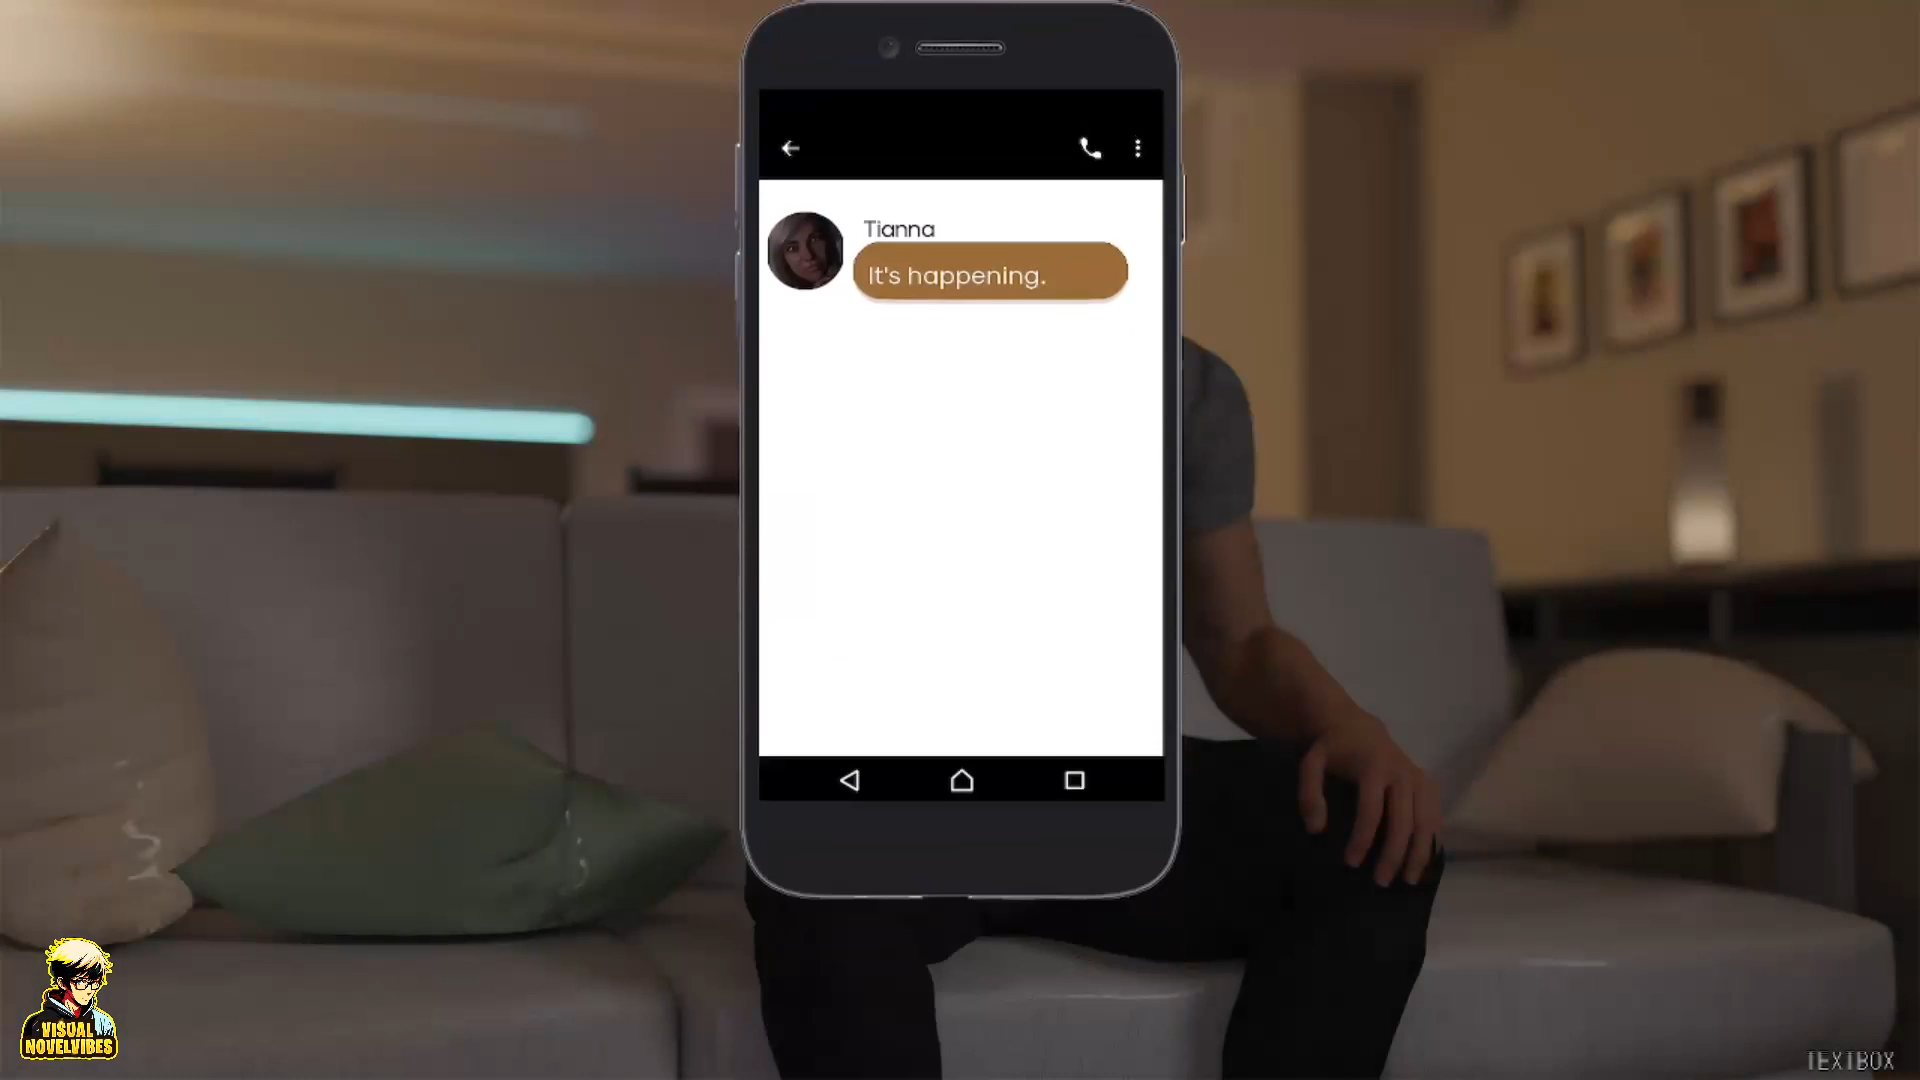 Tianna
It's happening.
VISUAL
NOVELVIBES
TEXTBOX